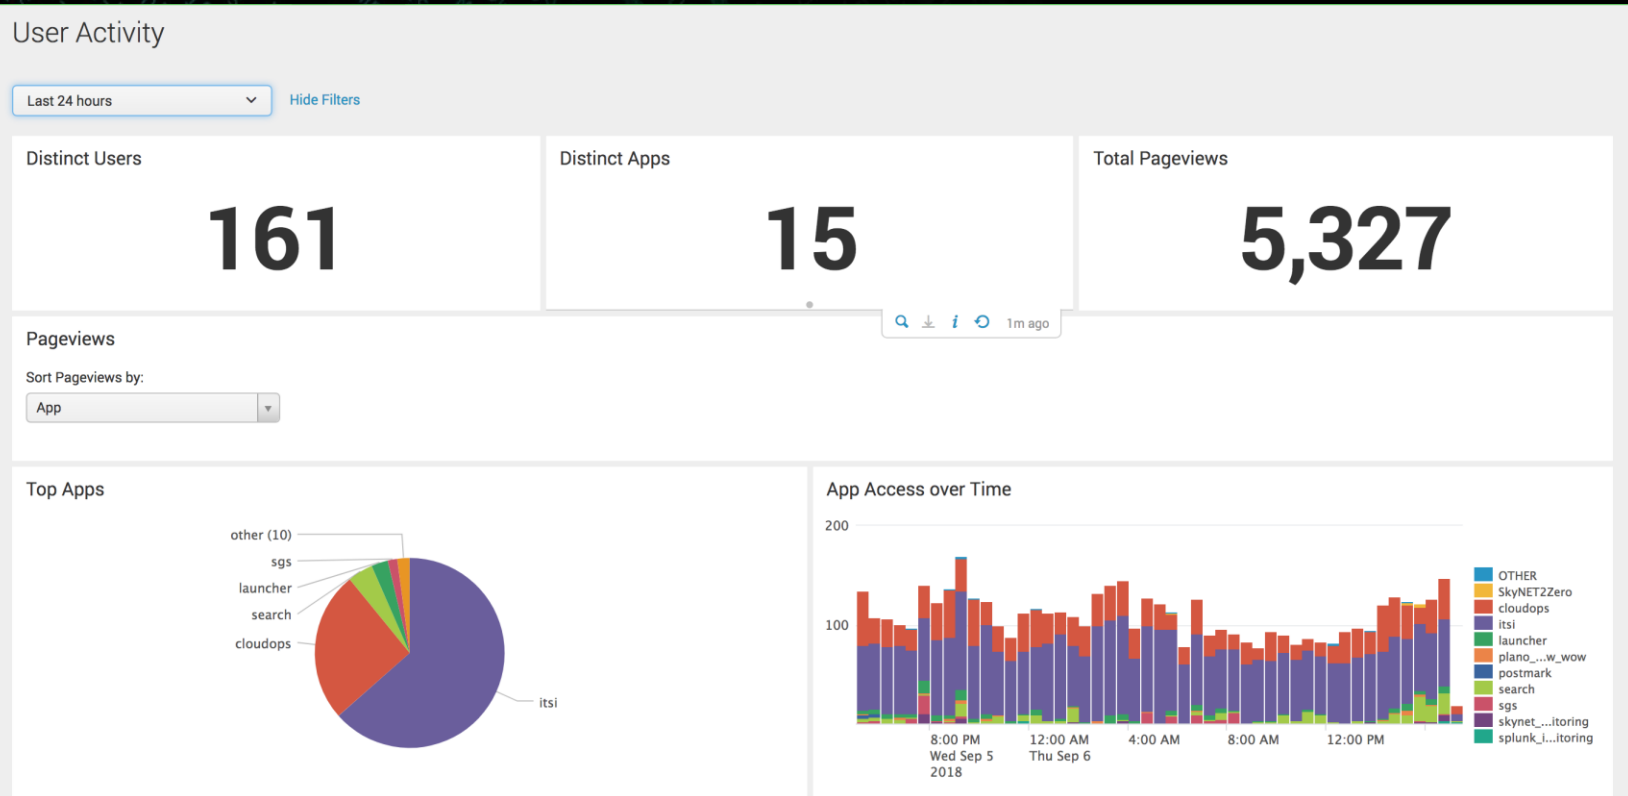 User Activity
Last 24 hours
Hide Filters
Distinct Users
161
Distinct Apps
15
Total Pageviews
5,327
1m ago
Pageviews
Sort Pageviews by:
App
Top Apps
other (10)
sgs
launcher
search
cloudops
itsi
App Access over Time
200
100
8:00 PM
Wed Sep 5
2018
12:00 AM
Thu Sep 6
4:00 AM
8:00 AM
12:00 PM
OTHER
SkyNET2Zero
cloudops
itsi
launcher
plano_...w_wow
postmark
search
sgs
skynet_...itoring
splunk_i...itoring